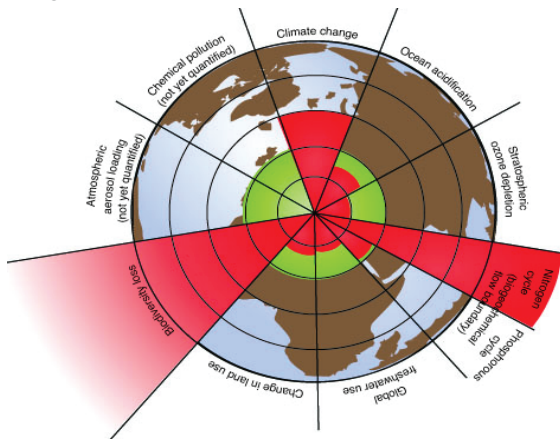 Climate change
Ocean acidification
Stratospheric
ozone depletion
Nitrogen
cycle
(biogeochemical
flow boundary)
Phosphorous
cycle
Global
freshwater use
Change in land use
Biodiversity loss
Atmospheric
aerosol loading
(not yet quantified)
Chemical pollution
(not yet quantified)